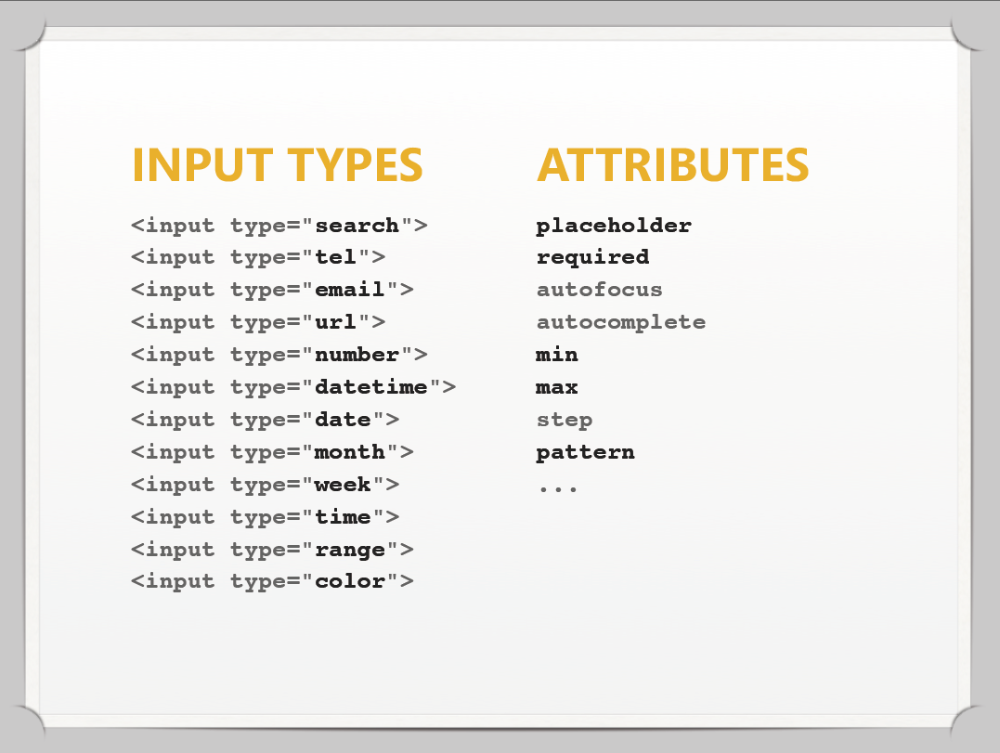 INPUT TYPES
<input type="search">
<input type="tel">
<input type="email">
<input type="url">
<input type="number">
<input type="datetime">
<input type="date">
<input type="month">
<input type="week">
<input type="time">
<input type="range">
<input type="color">
ATTRIBUTES
placeholder
required
autofocus
autocomplete
min
max
step
pattern
...